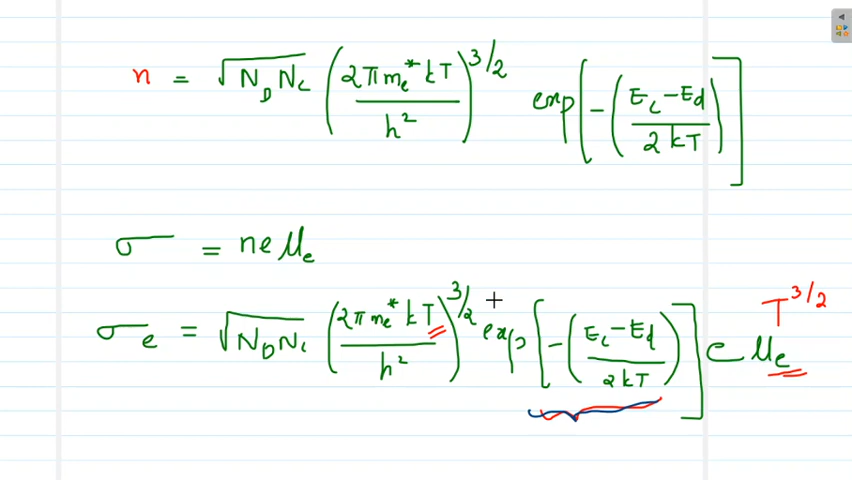 n = √(N_D N_c) (2πm_e* kT / h²)^3/2 exp[-(E_c - E_d / 2kT)]
σ = neμ_e
σ_e = √(N_D N_c) (2πm_e* kT / h²)^3/2 exp[-(E_c - E_d / 2kT)] e μ_e T^3/2